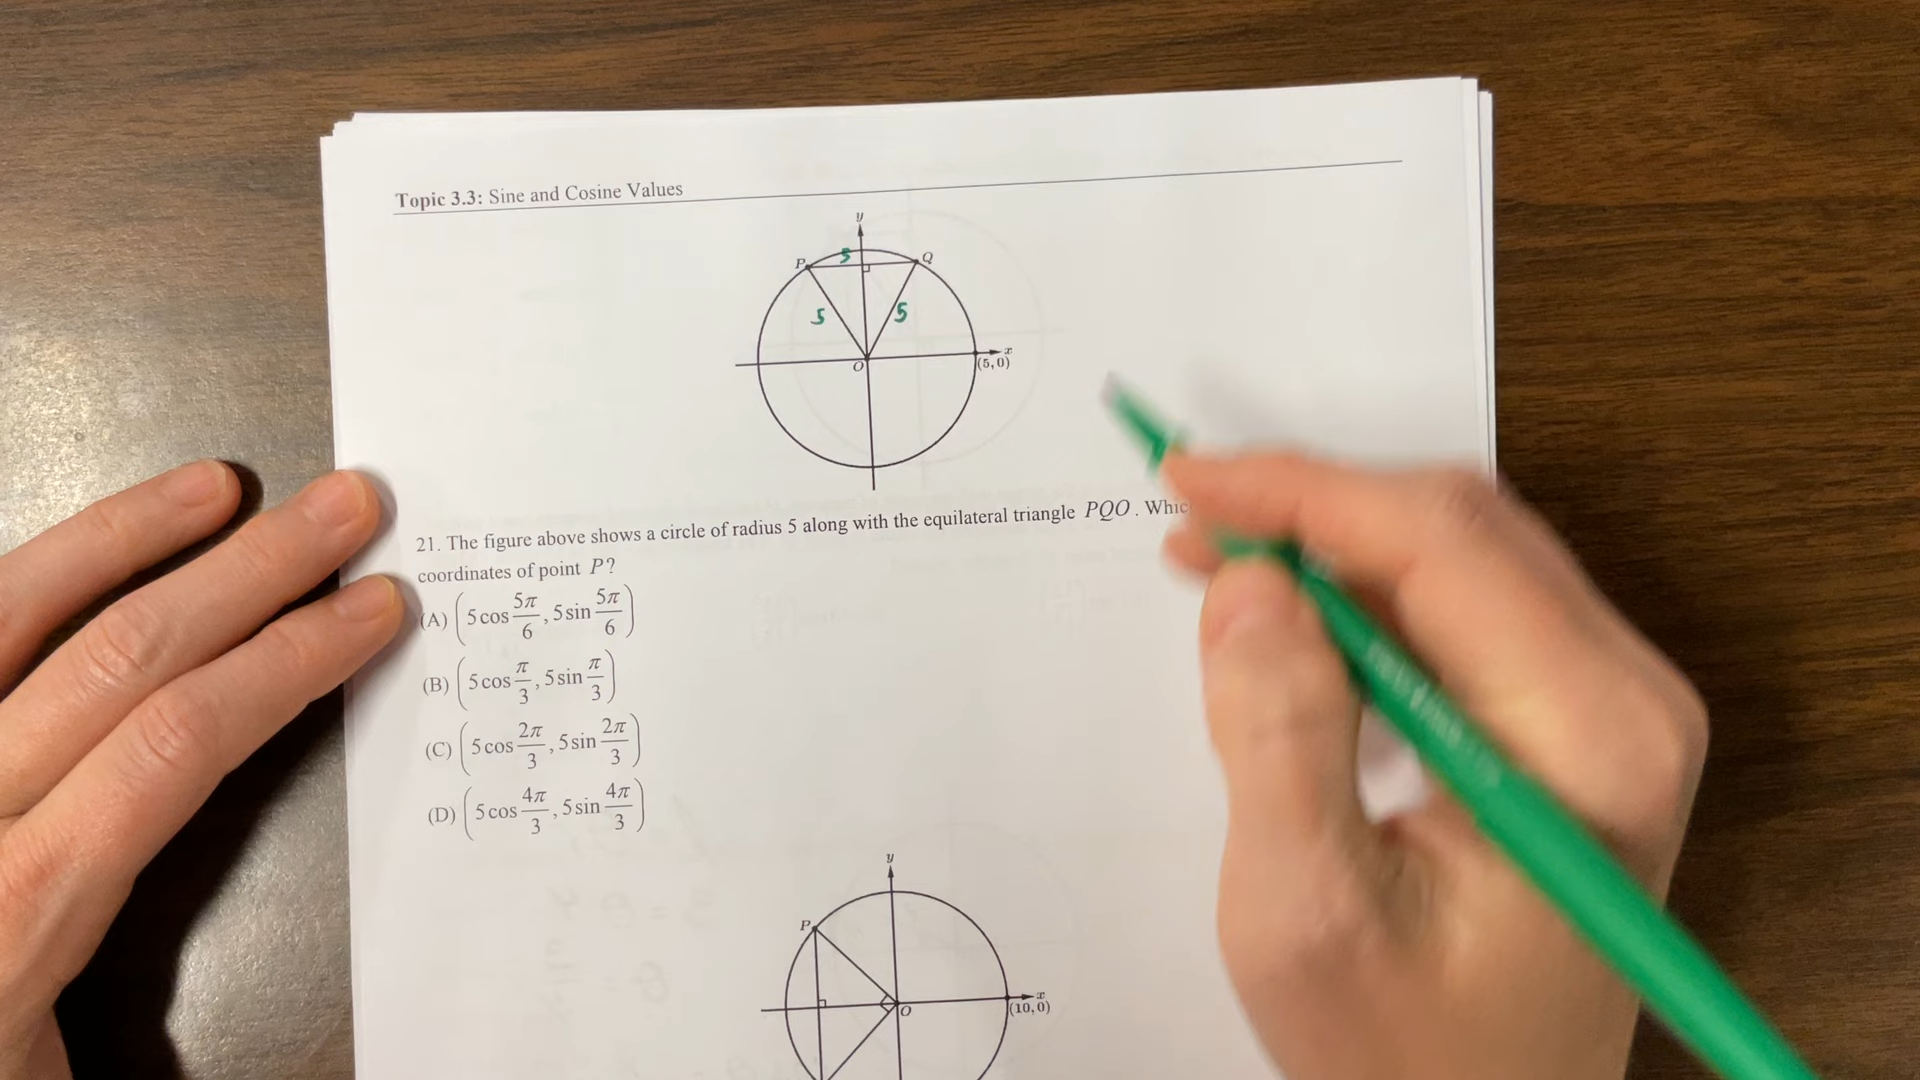 Topic 3.3: Sine and Cosine Values
y
P 5 Q
5 5
O x
(5,0)
21. The figure above shows a circle of radius 5 along with the equilateral triangle PQO. Whic
coordinates of point P?
(A) (5 cos 5π/6, 5 sin 5π/6)
(B) (5 cos π/3, 5 sin π/3)
(C) (5 cos 2π/3, 5 sin 2π/3)
(D) (5 cos 4π/3, 5 sin 4π/3)
y
P
x
O (10,0)